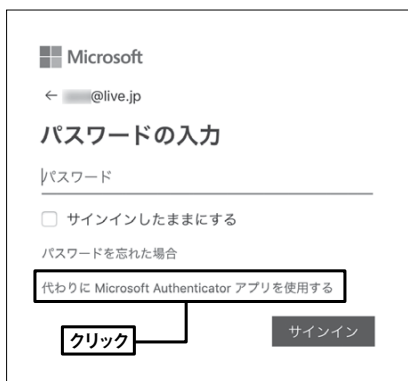 Microsoft
← @live.jp
パスワードの入力
パスワード
サインインしたままにする
パスワードを忘れた場合
代わりに Microsoft Authenticator アプリを使用する
クリック
サインイン